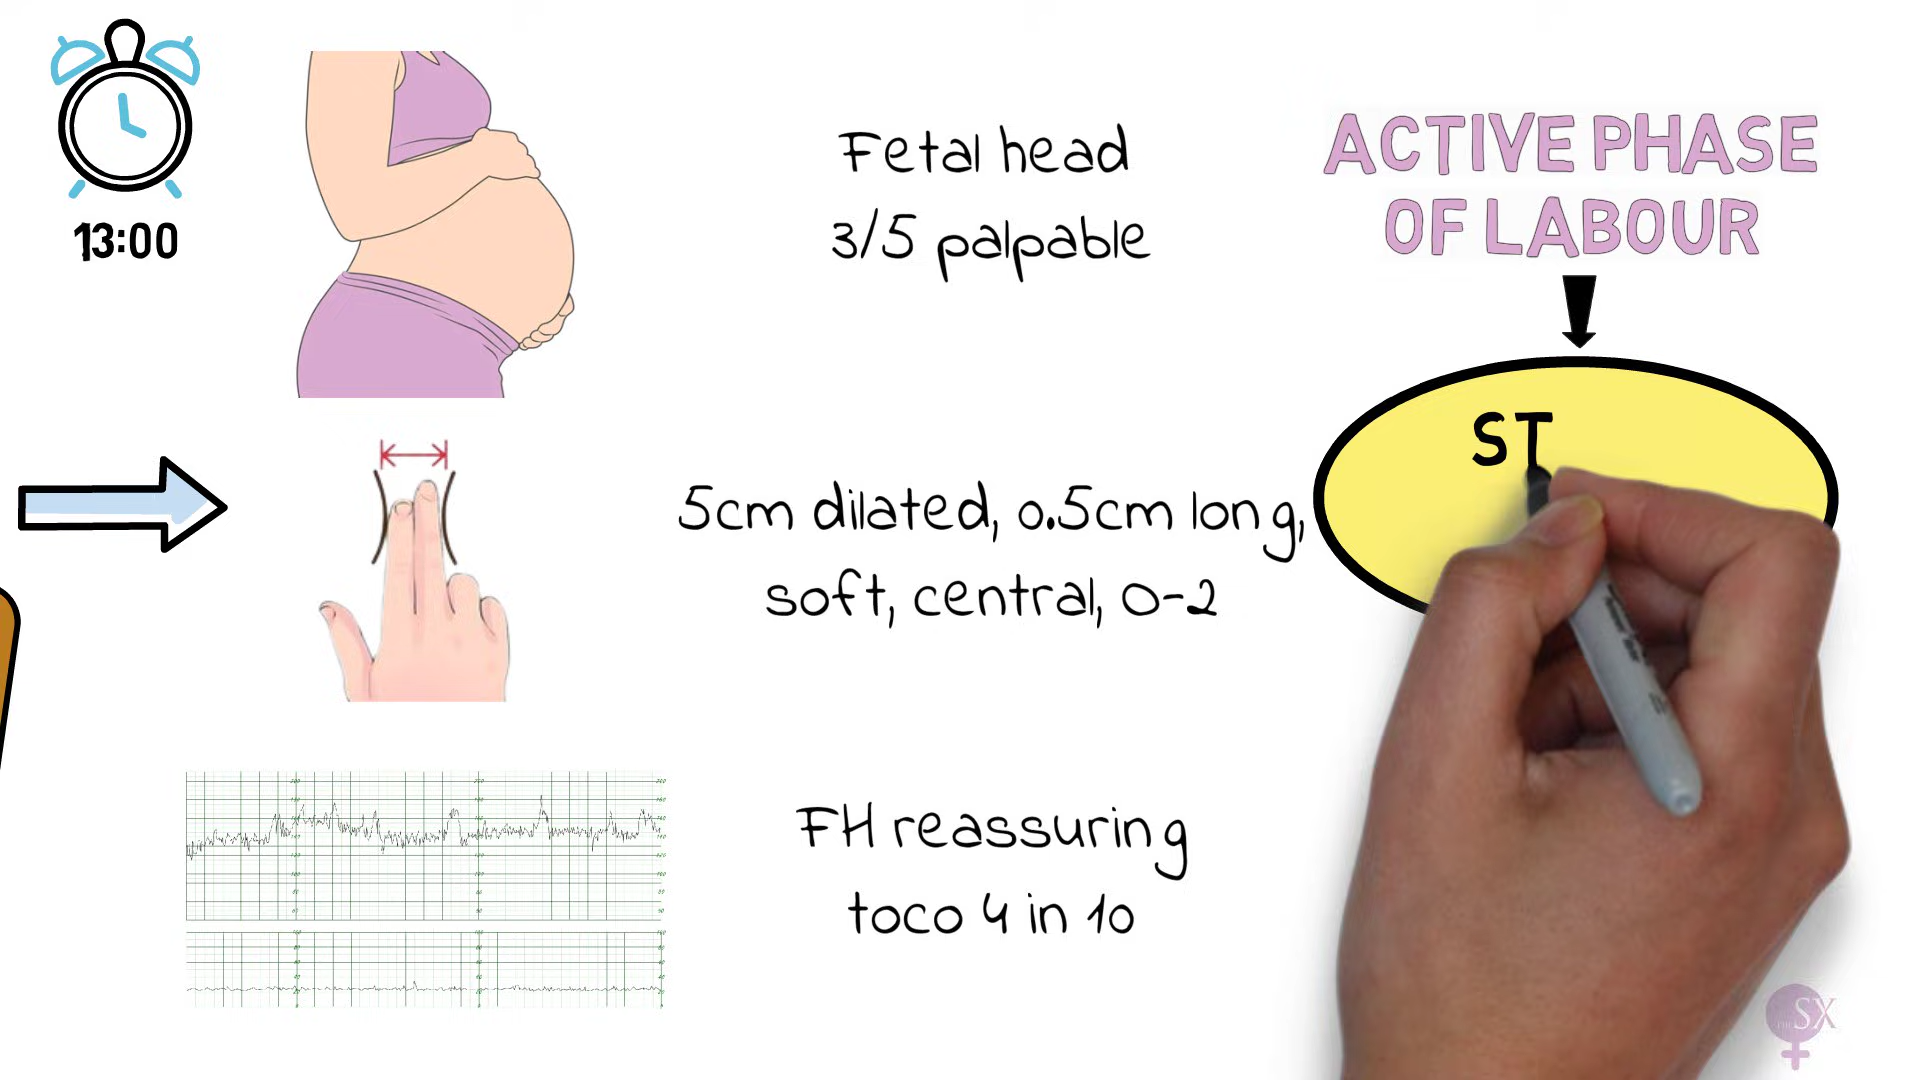 13:00
Fetal head
3/5 palpable
ACTIVE PHASE
OF LABOUR
ST
5cm dilated, 0.5cm long,
soft, central, 0-2
FH reassuring
toco 4 in 10
SX